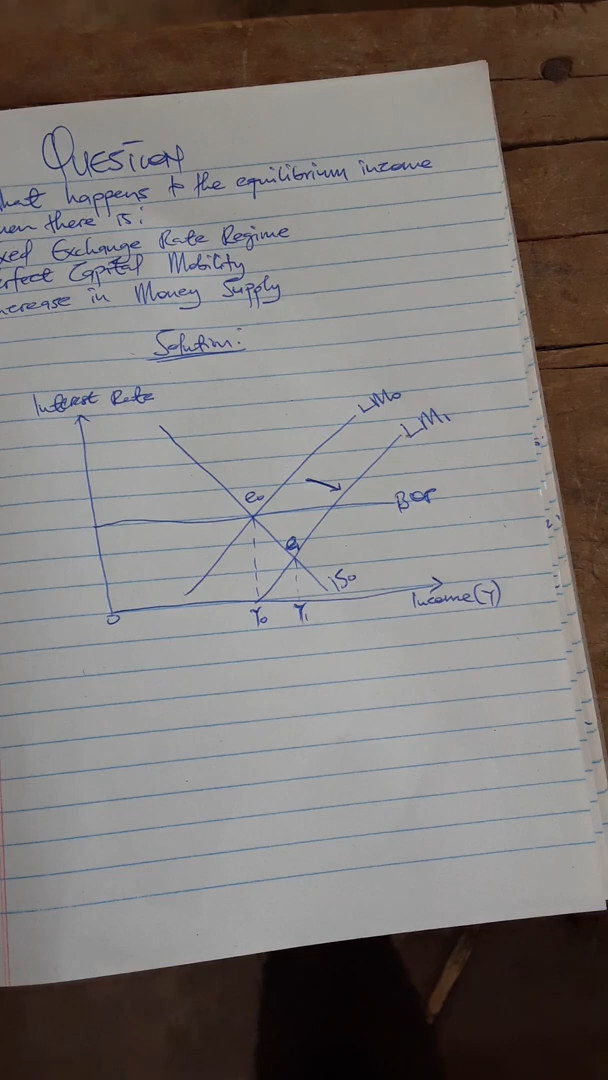 QUESTION
hat happens to the equilibrium income
hen there is:
xed Exchange Rate Regime
erfect Capital Mobility
ncrease in Money Supply
Solution:
Interest Rate
LM0
LM1
e0
BOP
e1
IS0
0
Y0
Y1
Income(Y)